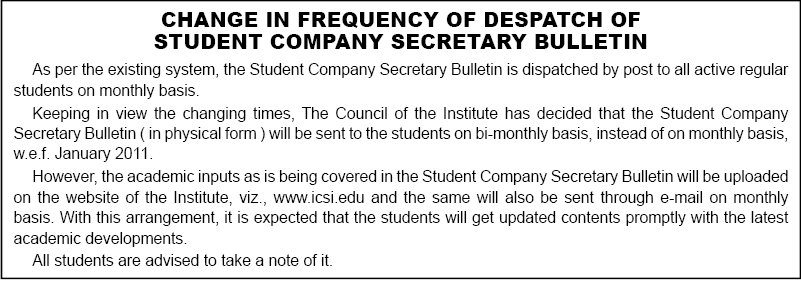 CHANGE IN FREQUENCY OF DESPATCH OF
STUDENT COMPANY SECRETARY BULLETIN
As per the existing system, the Student Company Secretary Bulletin is dispatched by post to all active regular
students on monthly basis.
Keeping in view the changing times, The Council of the Institute has decided that the Student Company
Secretary Bulletin ( in physical form ) will be sent to the students on bi-monthly basis, instead of on monthly basis,
w.e.f. January 2011.
However, the academic inputs as is being covered in the Student Company Secretary Bulletin will be uploaded
on the website of the Institute, viz., www.icsi.edu and the same will also be sent through e-mail on monthly
basis. With this arrangement, it is expected that the students will get updated contents promptly with the latest
academic developments.
All students are advised to take a note of it.